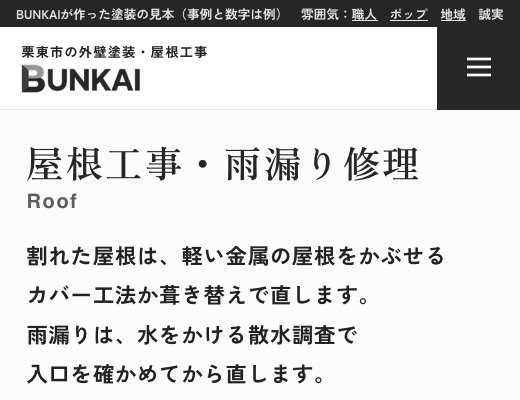 BUNKAIが作った塗装の見本（事例と数字は例） 雰囲気：職人 ポップ 地域 誠実
栗東市の外壁塗装・屋根工事
BUNKAI
屋根工事・雨漏り修理
Roof
割れた屋根は、軽い金属の屋根をかぶせる
カバー工法か葺き替えで直します。
雨漏りは、水をかける散水調査で
入口を確かめてから直します。